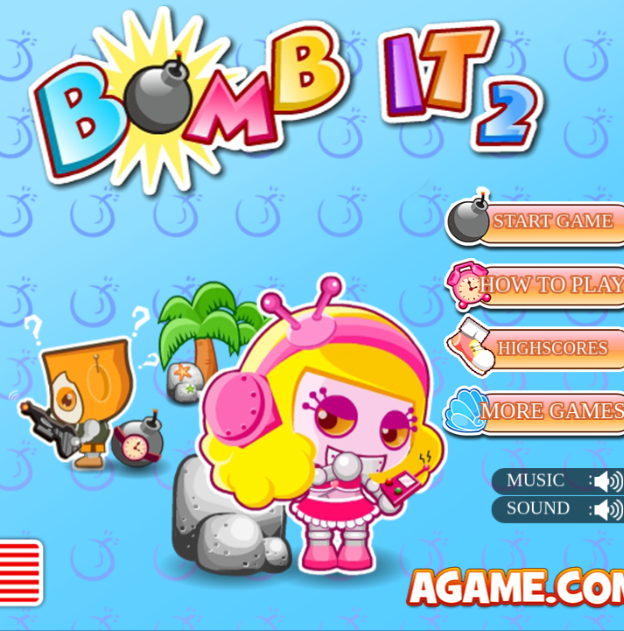 BOMB IT 2
START GAME
HOW TO PLAY
HIGHSCORES
MORE GAMES
MUSIC
SOUND
AGAME.COM